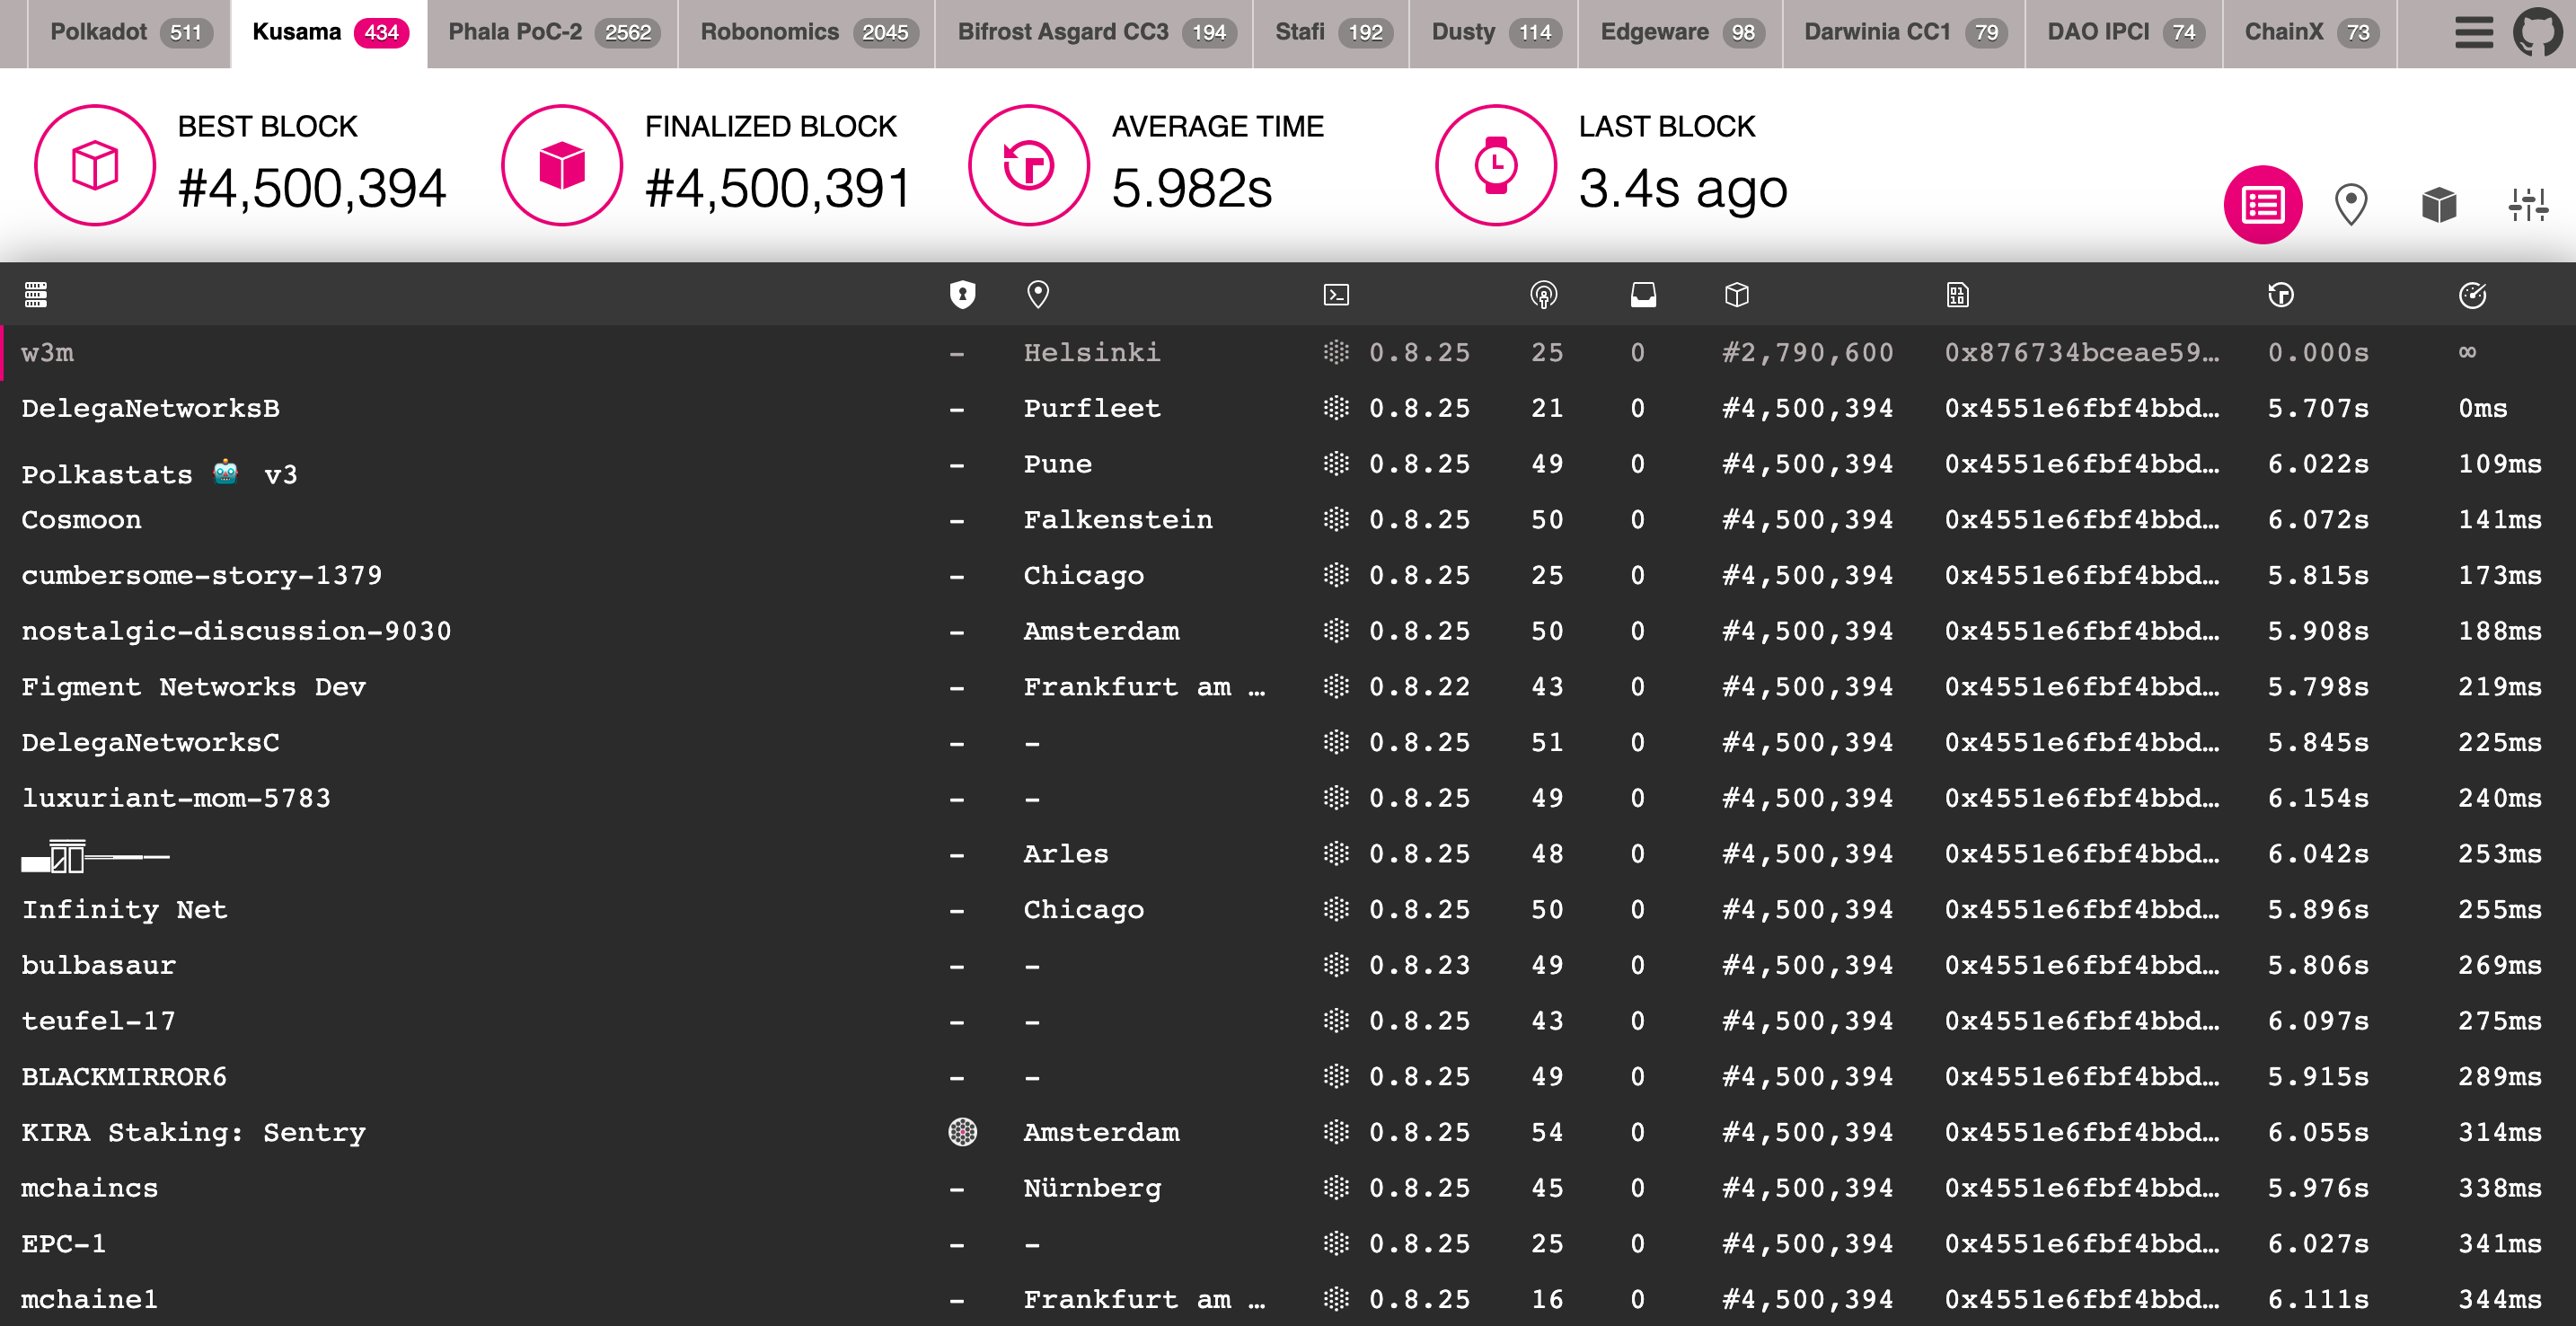 Polkadot 511 Kusama 434 Phala PoC-2 2562 Robonomics 2045 Bifrost Asgard CC3 194 Stafi 192 Dusty 114 Edgeware 98 Darwinia CC1 79 DAO IPCI 74 ChainX 73
BEST BLOCK FINALIZED BLOCK AVERAGE TIME LAST BLOCK
#4,500,394 #4,500,391 5.982s 3.4s ago
w3m - Helsinki 0.8.25 25 0 #2,790,600 0x876734bceae59… 0.000s ∞
DelegaNetworksB - Purfleet 0.8.25 21 0 #4,500,394 0x4551e6fbf4bbd… 5.707s 0ms
Polkastats 🤖 v3 - Pune 0.8.25 49 0 #4,500,394 0x4551e6fbf4bbd… 6.022s 109ms
Cosmoon - Falkenstein 0.8.25 50 0 #4,500,394 0x4551e6fbf4bbd… 6.072s 141ms
cumbersome-story-1379 - Chicago 0.8.25 25 0 #4,500,394 0x4551e6fbf4bbd… 5.815s 173ms
nostalgic-discussion-9030 - Amsterdam 0.8.25 50 0 #4,500,394 0x4551e6fbf4bbd… 5.908s 188ms
Figment Networks Dev - Frankfurt am … 0.8.22 43 0 #4,500,394 0x4551e6fbf4bbd… 5.798s 219ms
DelegaNetworksC - - 0.8.25 51 0 #4,500,394 0x4551e6fbf4bbd… 5.845s 225ms
luxuriant-mom-5783 - - 0.8.25 49 0 #4,500,394 0x4551e6fbf4bbd… 6.154s 240ms
- Arles 0.8.25 48 0 #4,500,394 0x4551e6fbf4bbd… 6.042s 253ms
Infinity Net - Chicago 0.8.25 50 0 #4,500,394 0x4551e6fbf4bbd… 5.896s 255ms
bulbasaur - - 0.8.23 49 0 #4,500,394 0x4551e6fbf4bbd… 5.806s 269ms
teufel-17 - - 0.8.25 43 0 #4,500,394 0x4551e6fbf4bbd… 6.097s 275ms
BLACKMIRROR6 - - 0.8.25 49 0 #4,500,394 0x4551e6fbf4bbd… 5.915s 289ms
KIRA Staking: Sentry Amsterdam 0.8.25 54 0 #4,500,394 0x4551e6fbf4bbd… 6.055s 314ms
mchaincs - Nürnberg 0.8.25 45 0 #4,500,394 0x4551e6fbf4bbd… 5.976s 338ms
EPC-1 - - 0.8.25 25 0 #4,500,394 0x4551e6fbf4bbd… 6.027s 341ms
mchaine1 - Frankfurt am … 0.8.25 16 0 #4,500,394 0x4551e6fbf4bbd… 6.111s 344ms